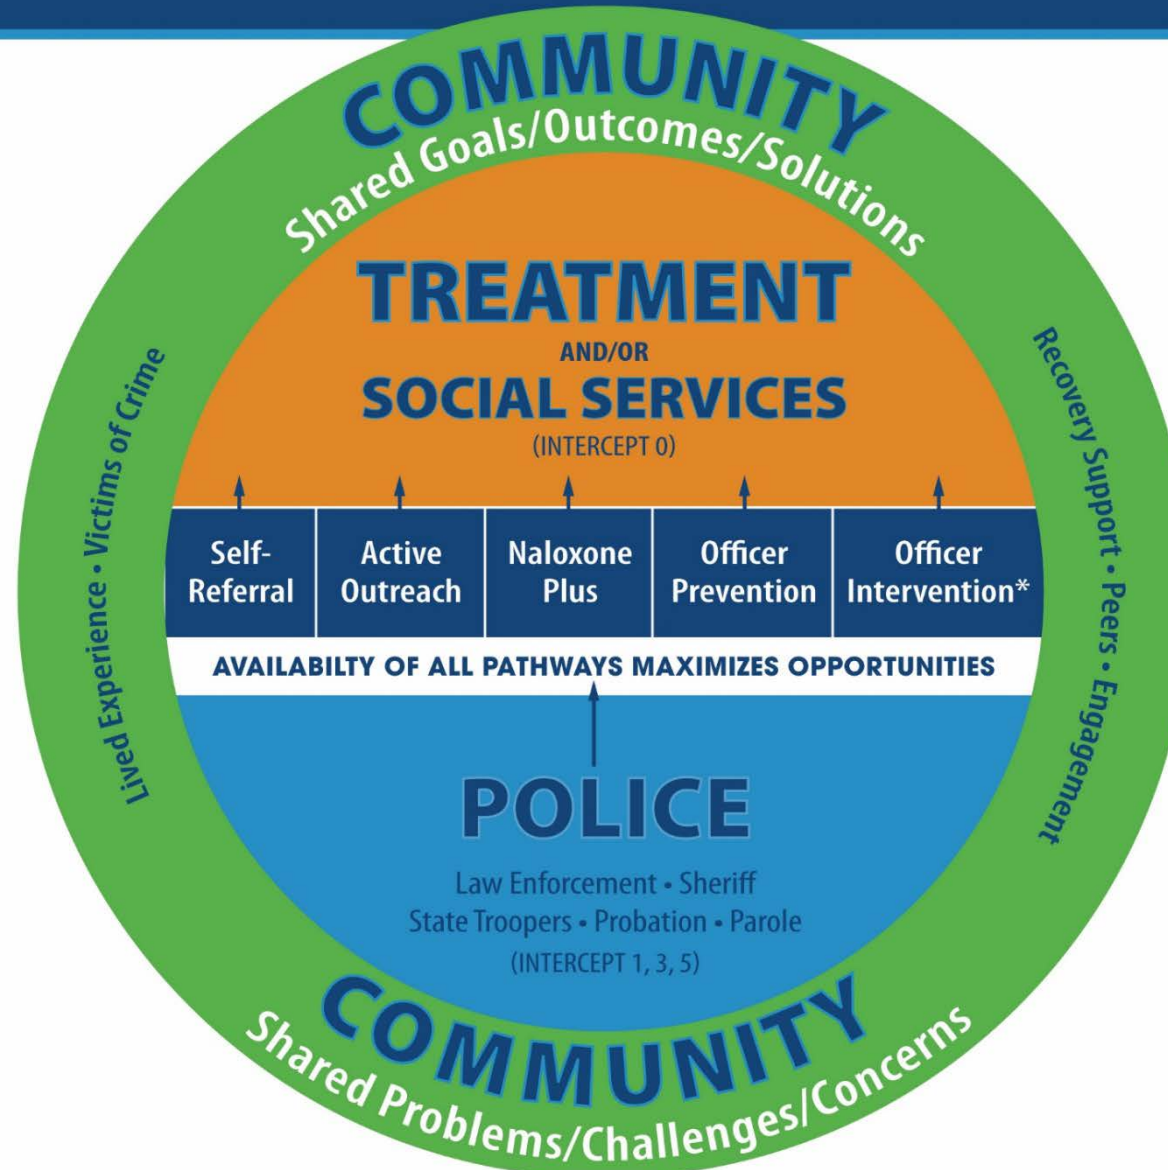 COMMUNITY
Shared Goals/Outcomes/Solutions
TREATMENT
AND/OR
SOCIAL SERVICES
(INTERCEPT 0)
Lived Experience • Victims of Crime
Recovery Support • Peers • Engagement
Self-
Referral
Active
Outreach
Naloxone
Plus
Officer
Prevention
Officer
Intervention*
AVAILABILTY OF ALL PATHWAYS MAXIMIZES OPPORTUNITIES
POLICE
Law Enforcement • Sheriff
State Troopers • Probation • Parole
(INTERCEPT 1, 3, 5)
COMMUNITY
Shared Problems/Challenges/Concerns